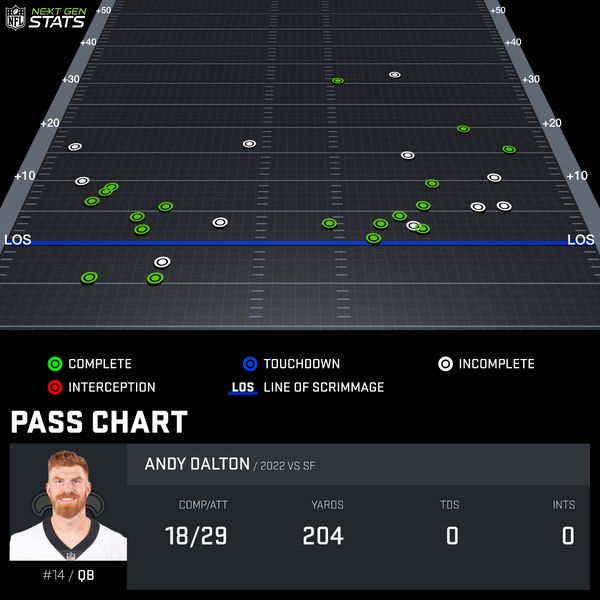 NFL NEXT GEN STATS
+50 +50
+40 +40
+30 +30
+20 +20
+10 +10
LOS LOS
COMPLETE TOUCHDOWN INCOMPLETE
INTERCEPTION LOS LINE OF SCRIMMAGE
PASS CHART
ANDY DALTON / 2022 VS SF
COMP/ATT YARDS TDS INTS
18/29 204 0 0
#14 / QB